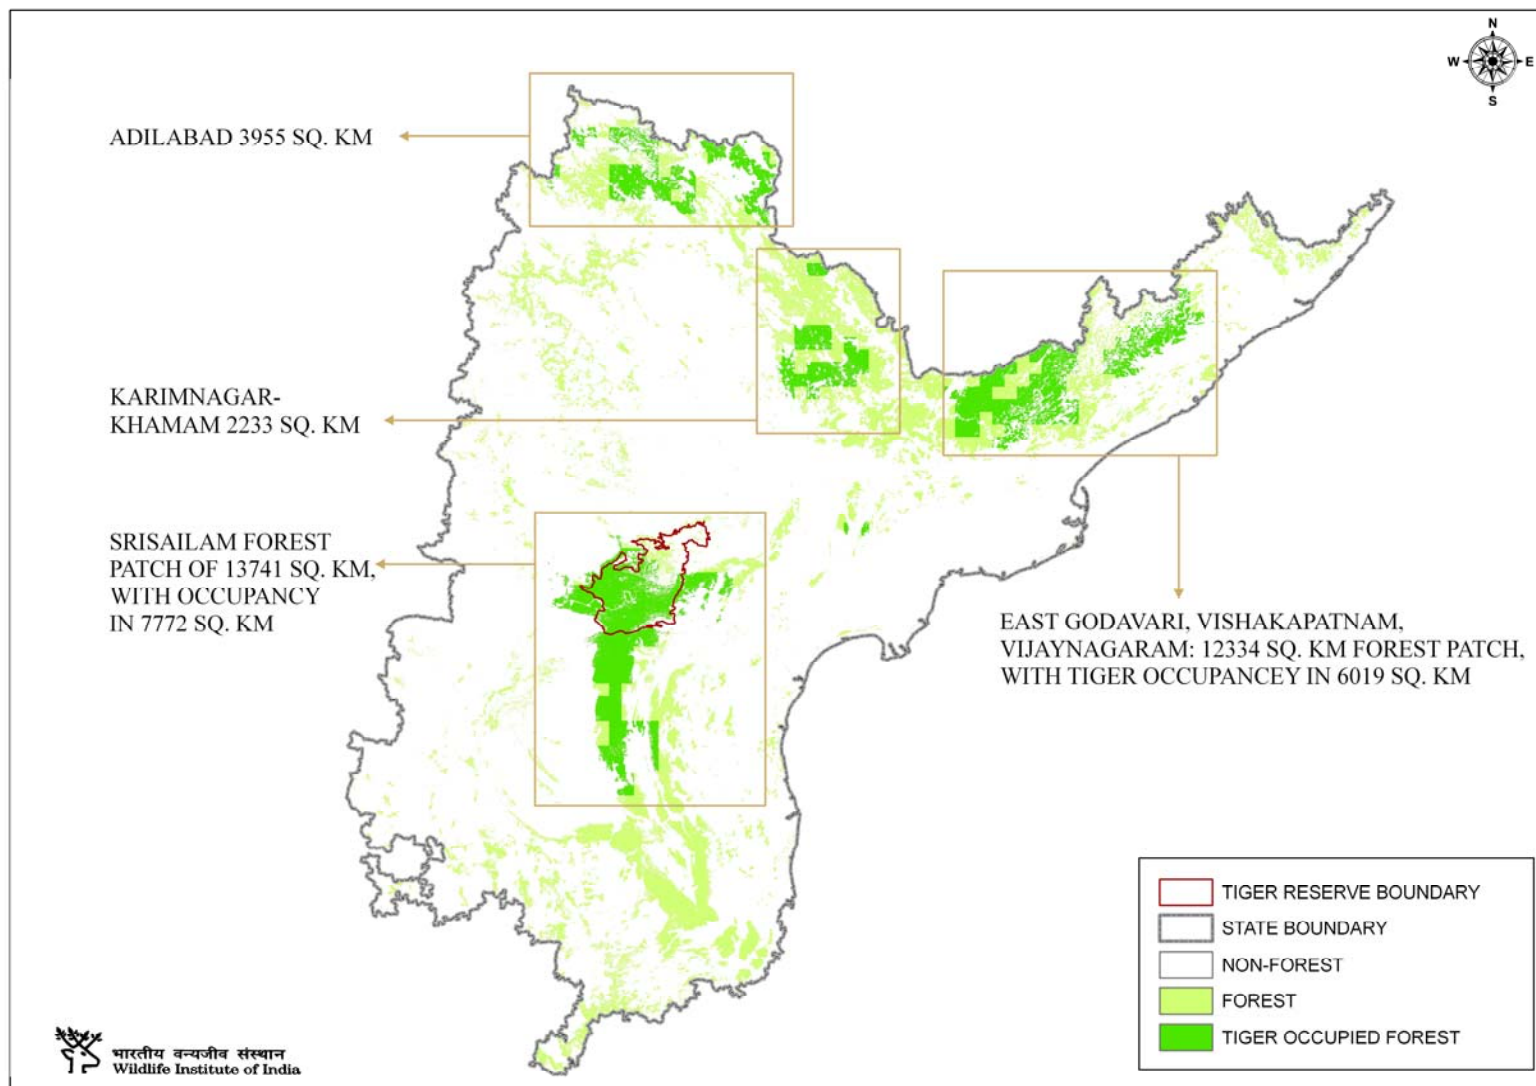 N
W
E
S
ADILABAD 3955 SQ. KM
KARIMNAGAR-
KHAMAM 2233 SQ. KM
SRISAILAM FOREST
PATCH OF 13741 SQ. KM,
WITH OCCUPANCY
IN 7772 SQ. KM
EAST GODAVARI, VISHAKAPATNAM,
VIJAYNAGARAM: 12334 SQ. KM FOREST PATCH,
WITH TIGER OCCUPANCEY IN 6019 SQ. KM
TIGER RESERVE BOUNDARY
STATE BOUNDARY
NON-FOREST
FOREST
TIGER OCCUPIED FOREST
भारतीय वन्यजीव संस्थान
Wildlife Institute of India